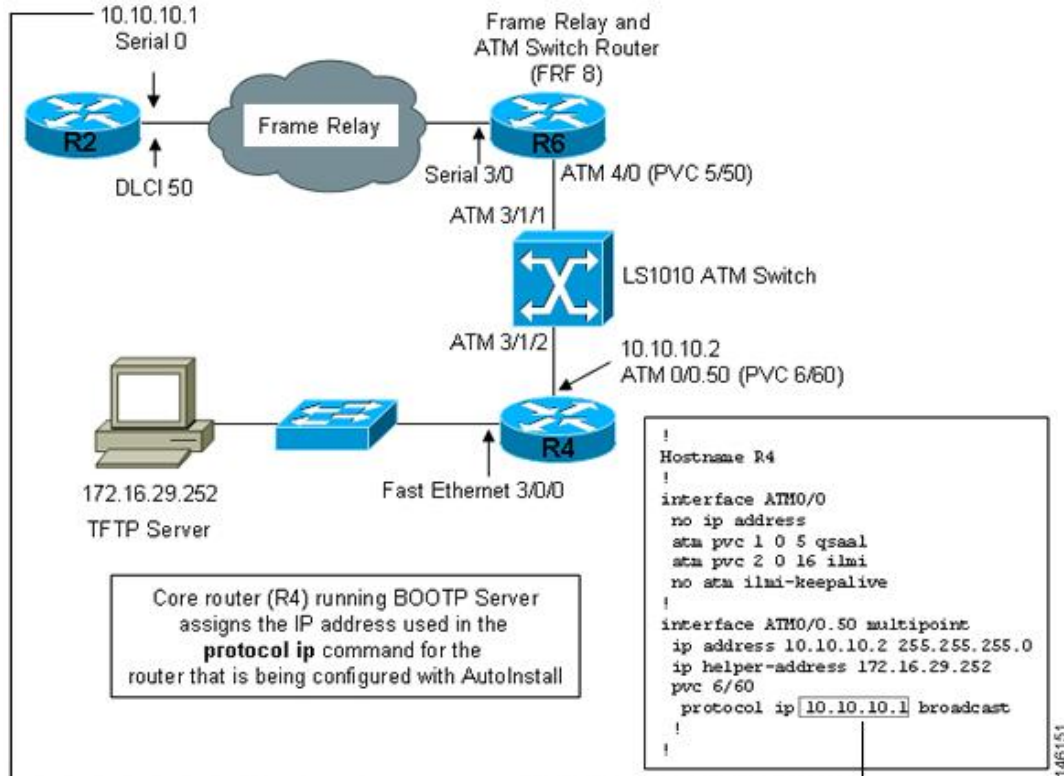 10.10.10.1
Serial 0
Frame Relay and
ATM Switch Router
(FRF 8)
R2
Frame Relay
R6
DLCI 50
Serial 3/0
ATM 4/0 (PVC 5/50)
ATM 3/1/1
LS1010 ATM Switch
ATM 3/1/2
10.10.10.2
ATM 0/0.50 (PVC 6/60)
R4
172.16.29.252
TFTP Server
Fast Ethernet 3/0/0
Core router (R4) running BOOTP Server
assigns the IP address used in the
protocol ip command for the
router that is being configured with AutoInstall
!
Hostname R4
!
interface ATM0/0
no ip address
atm pvc 1 0 5 qsaal
atm pvc 2 0 16 ilmi
no atm ilmi-keepalive
!
interface ATM0/0.50 multipoint
ip address 10.10.10.2 255.255.255.0
ip helper-address 172.16.29.252
pvc 6/60
protocol ip 10.10.10.1 broadcast
!
!
146151